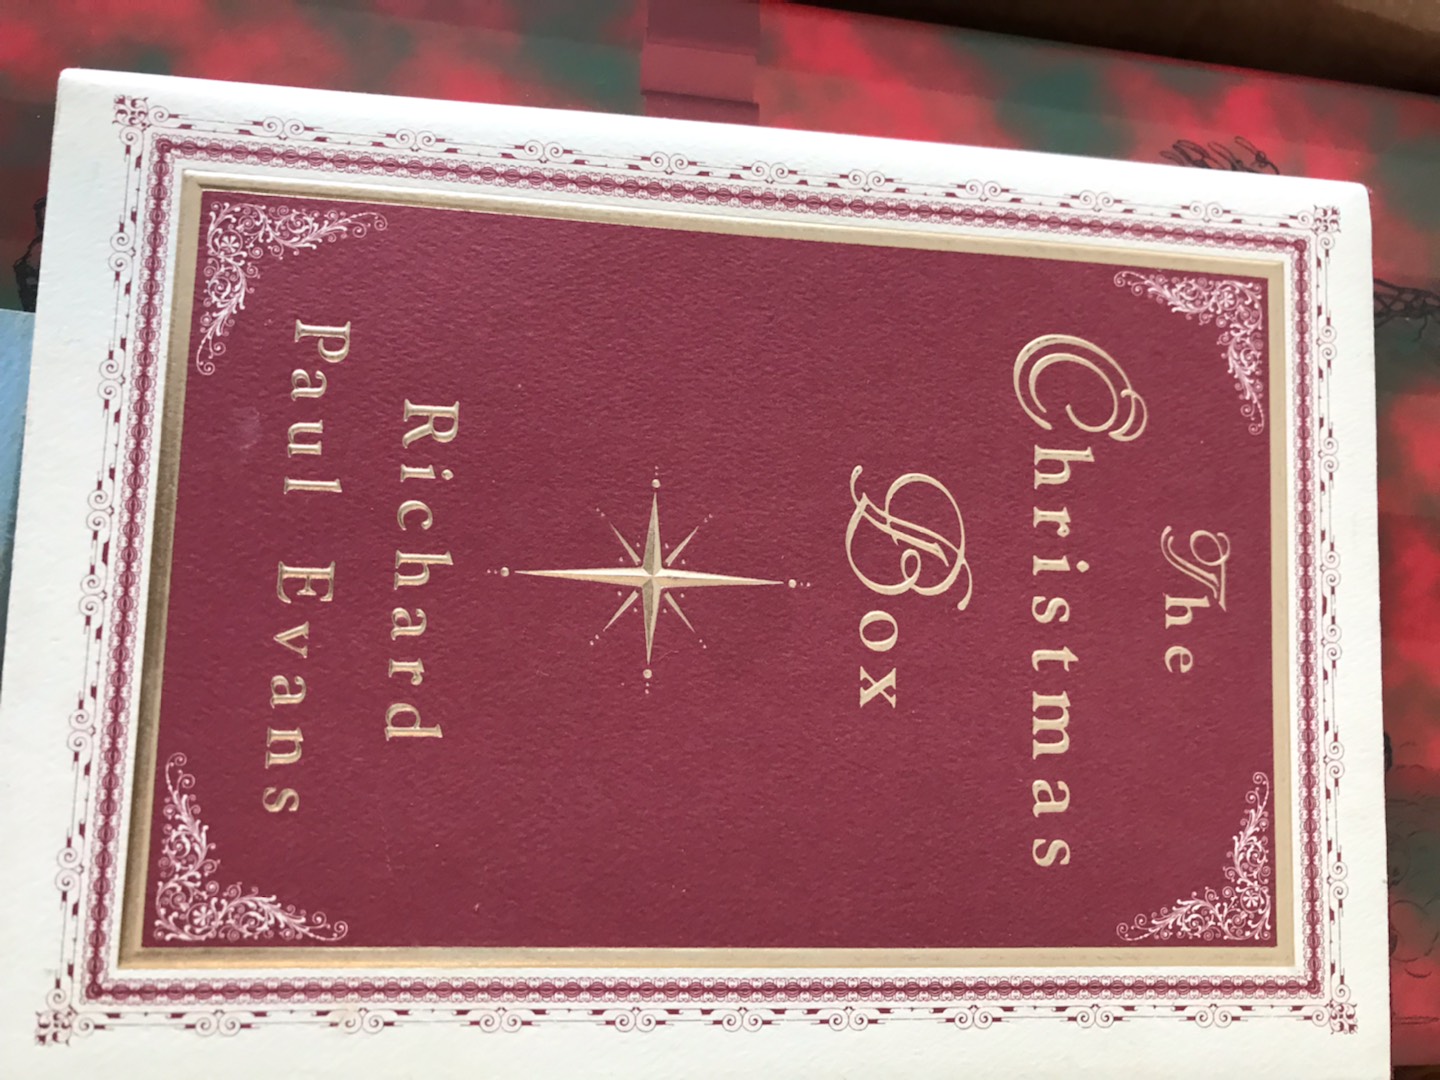 The
Christmas
Box
Richard
Paul Evans